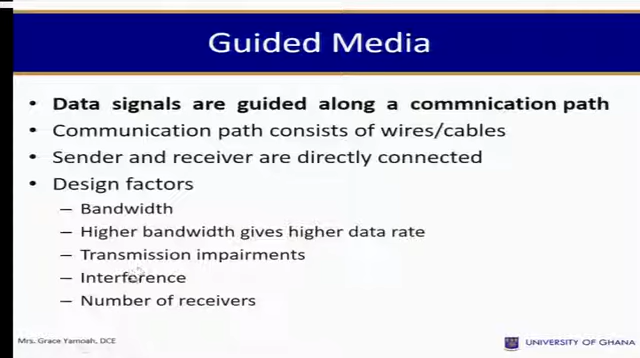 Guided Media
• Data signals are guided along a commnication path
• Communication path consists of wires/cables
• Sender and receiver are directly connected
• Design factors
– Bandwidth
– Higher bandwidth gives higher data rate
– Transmission impairments
– Interference
– Number of receivers
Mrs. Grace Yamoah, DCE
UNIVERSITY OF GHANA